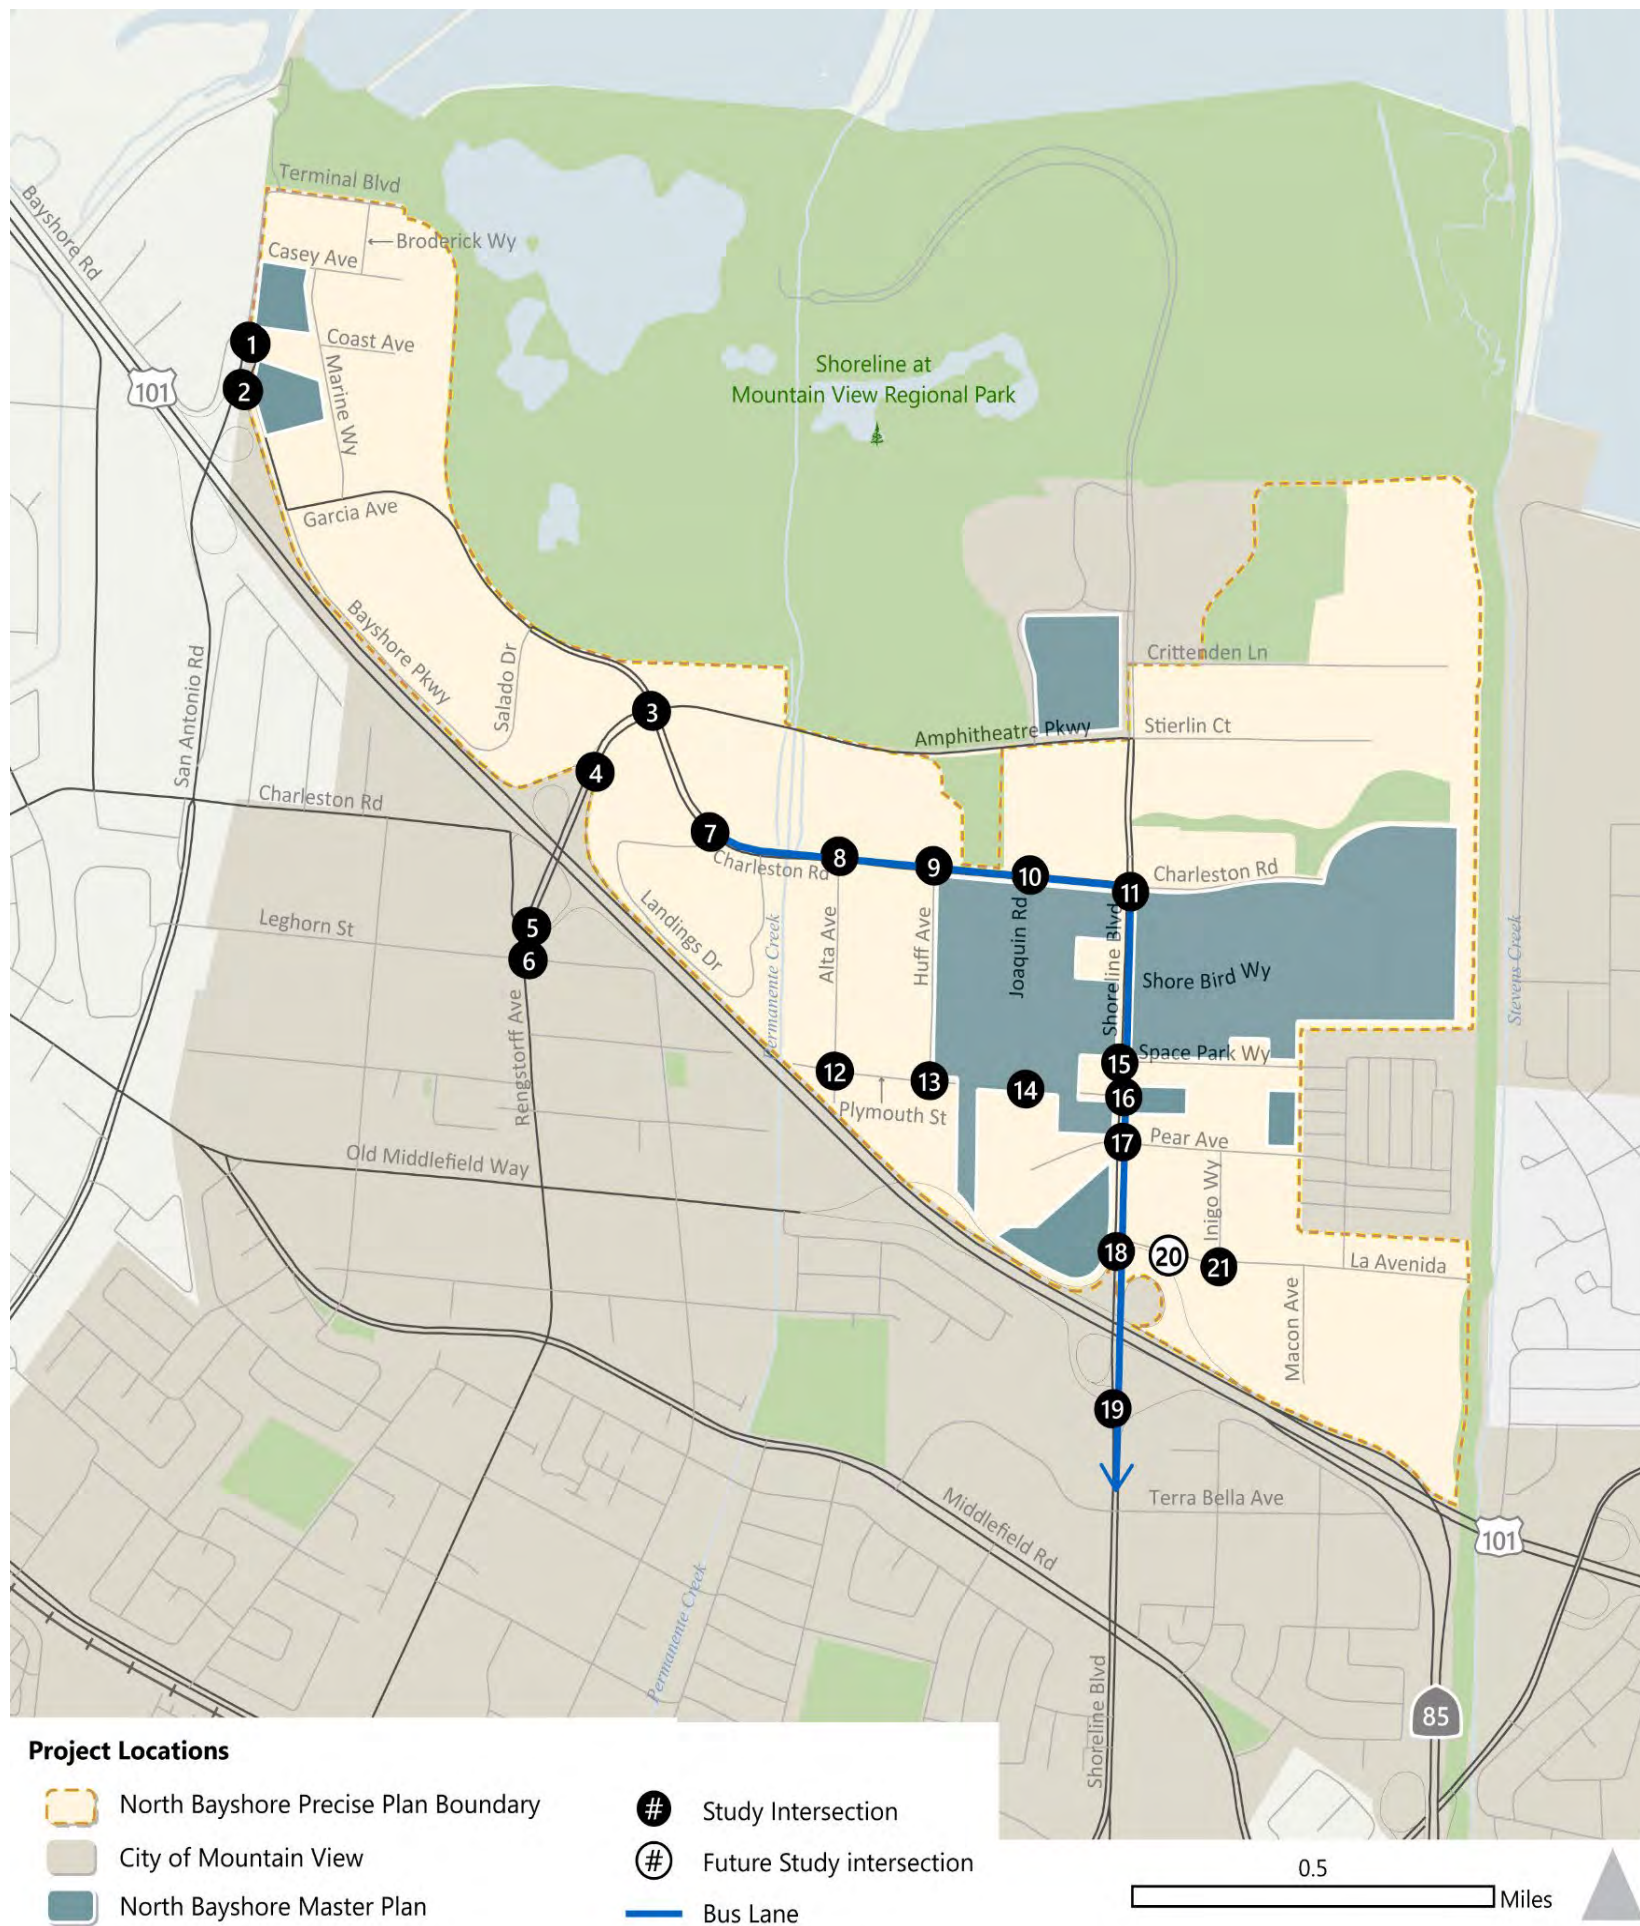 Terminal Blvd
Bayshore Rd
Broderick Wy
Casey Ave
1
Coast Ave
Marine Wy
2
101
Shoreline at
Mountain View Regional Park
Garcia Ave
Bayshore Pkwy
Salado Dr
San Antonio Rd
Crittenden Ln
3
Amphitheatre Pkwy
Stierlin Ct
4
Charleston Rd
7
8
Charleston Rd
9
10
11
Charleston Rd
Landings Dr
Leghorn St
5
6
Alta Ave
Huff Ave
Joaquin Rd
Shoreline Blvd
Shore Bird Wy
Permanente Creek
Stevens Creek
Rengstorff Ave
12
13
14
15
Space Park Wy
16
Plymouth St
17
Pear Ave
Old Middlefield Way
Inigo Wy
18
20
21
La Avenida
Macon Ave
19
Terra Bella Ave
Middlefield Rd
101
Permanente Creek
Shoreline Blvd
85
Project Locations
North Bayshore Precise Plan Boundary
City of Mountain View
North Bayshore Master Plan
# Study Intersection
# Future Study intersection
Bus Lane
0.5
Miles